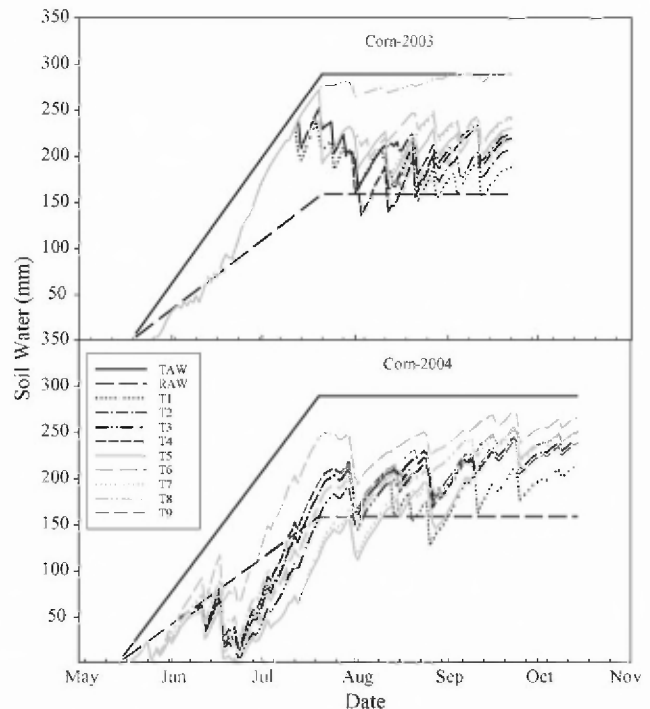 350
Corn-2003
300
250
200
150
100
50
Soil Water (mm)
350
Corn-2004
TAW
RAW
T1
T2
T3
T4
T5
T6
T7
T8
T9
300
250
200
150
100
50
May Jun Jul Aug Sep Oct Nov
Date